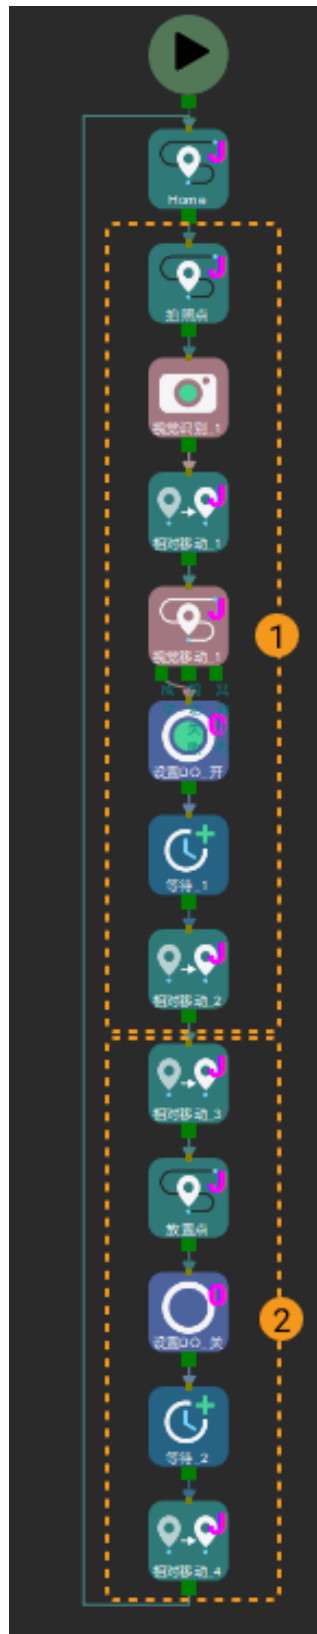 J
Home
J
拍照点
视觉识别_1
J
相对移动_1
J
视觉移动_1
1
O
设置DO_开
等待_1
J
相对移动_2
J
相对移动_3
J
放置点
O
设置DO_关
2
等待_2
J
相对移动_4